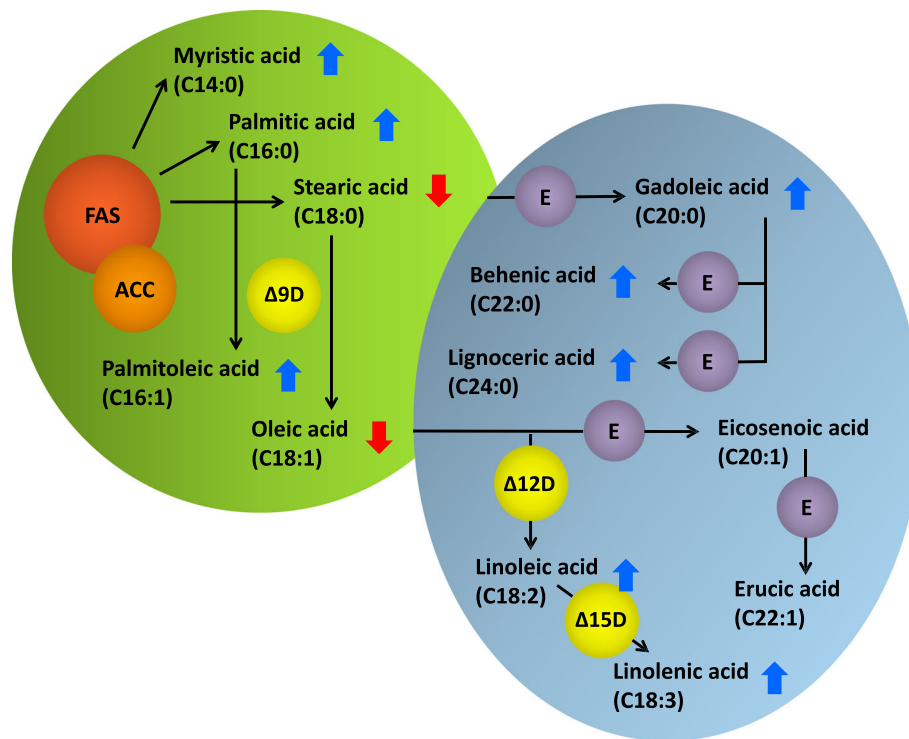 Myristic acid
(C14:0)
Palmitic acid
(C16:0)
Stearic acid
(C18:0)
FAS
ACC
Δ9D
Palmitoleic acid
(C16:1)
Oleic acid
(C18:1)
E
Gadoleic acid
(C20:0)
Behenic acid
(C22:0)
E
Lignoceric acid
(C24:0)
E
E
Eicosenoic acid
(C20:1)
Δ12D
E
Linoleic acid
(C18:2)
Δ15D
Erucic acid
(C22:1)
Linolenic acid
(C18:3)